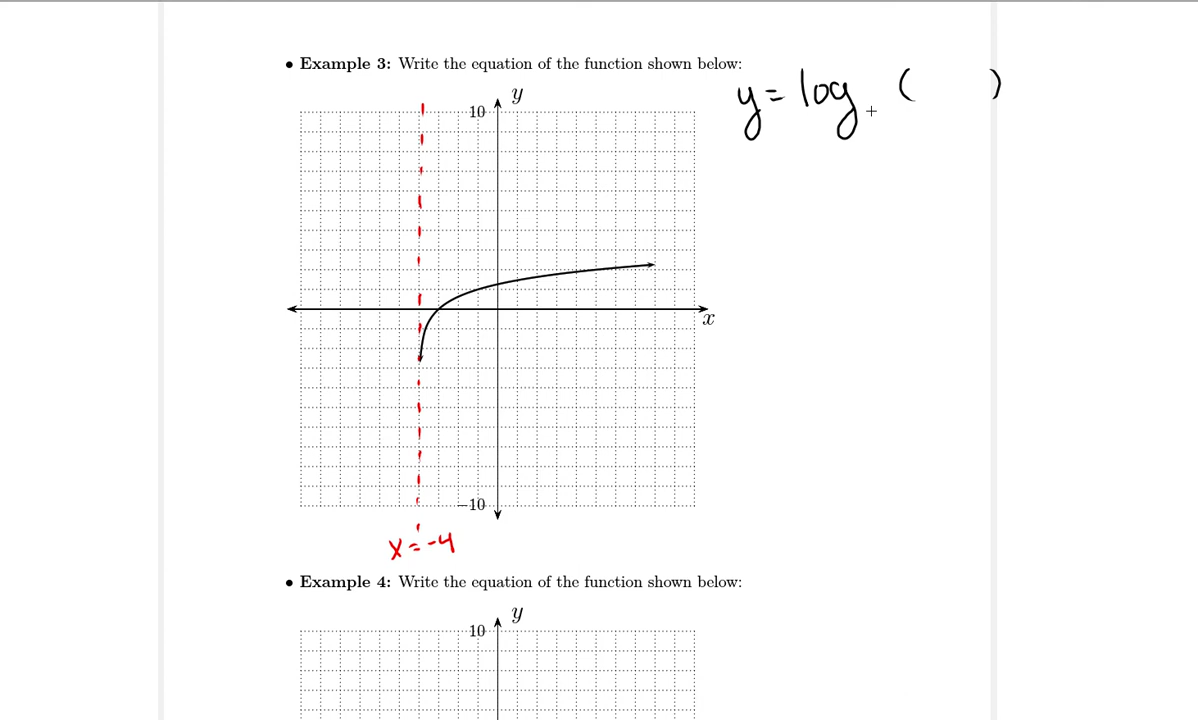 • Example 3: Write the equation of the function shown below:
y = log ( )
y
10
x
−10
x = -4
• Example 4: Write the equation of the function shown below:
y
10